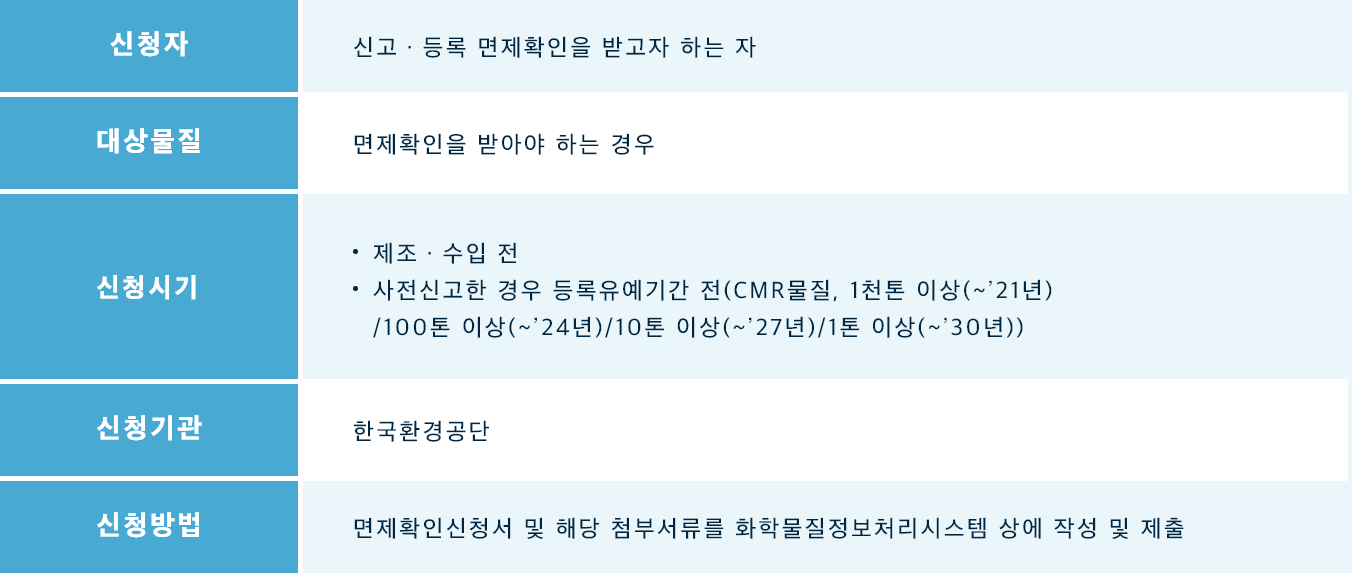 신청자
신고 · 등록 면제확인을 받고자 하는 자
대상물질
면제확인을 받아야 하는 경우
신청시기
• 제조 · 수입 전
• 사전신고한 경우 등록유예기간 전(CMR물질, 1천톤 이상(~’21년)
/100톤 이상(~’24년)/10톤 이상(~’27년)/1톤 이상(~’30년))
신청기관
한국환경공단
신청방법
면제확인신청서 및 해당 첨부서류를 화학물질정보처리시스템 상에 작성 및 제출